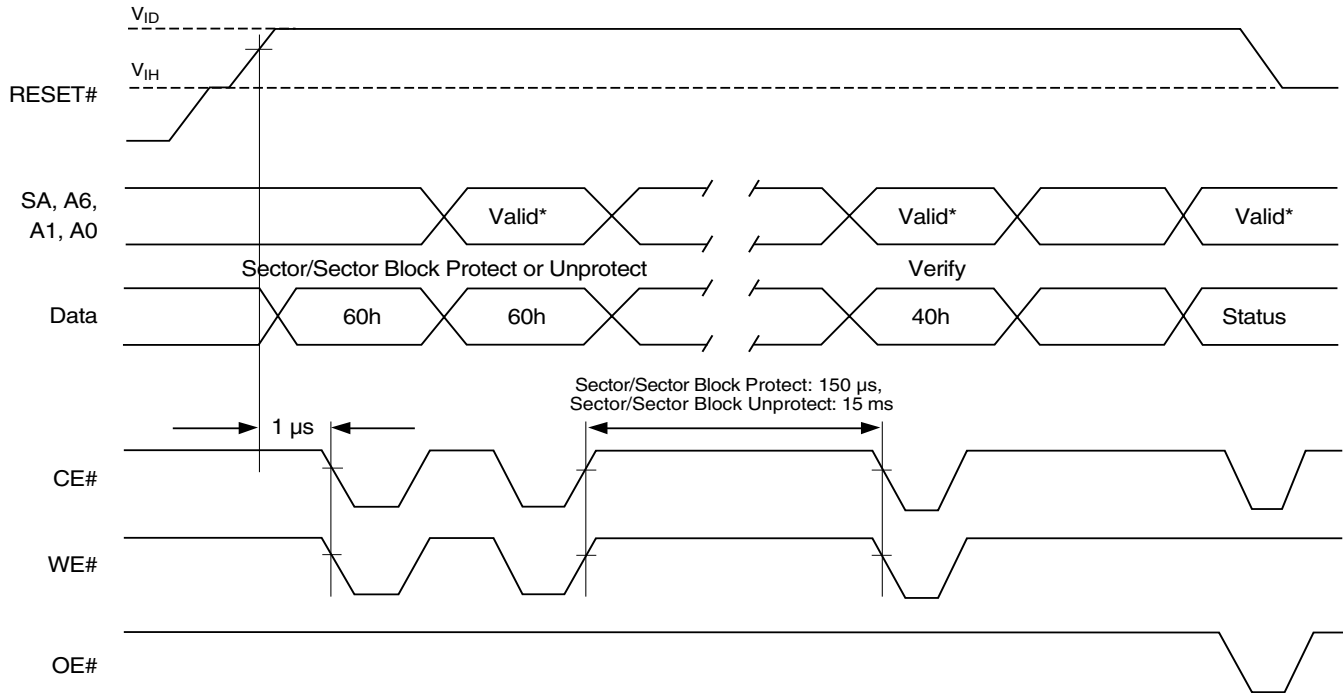 VID
VIH
RESET#
SA, A6,
A1, A0
Valid*
Valid*
Valid*
Sector/Sector Block Protect or Unprotect
Verify
Data
60h
60h
40h
Status
Sector/Sector Block Protect: 150 µs,
Sector/Sector Block Unprotect: 15 ms
1 µs
CE#
WE#
OE#